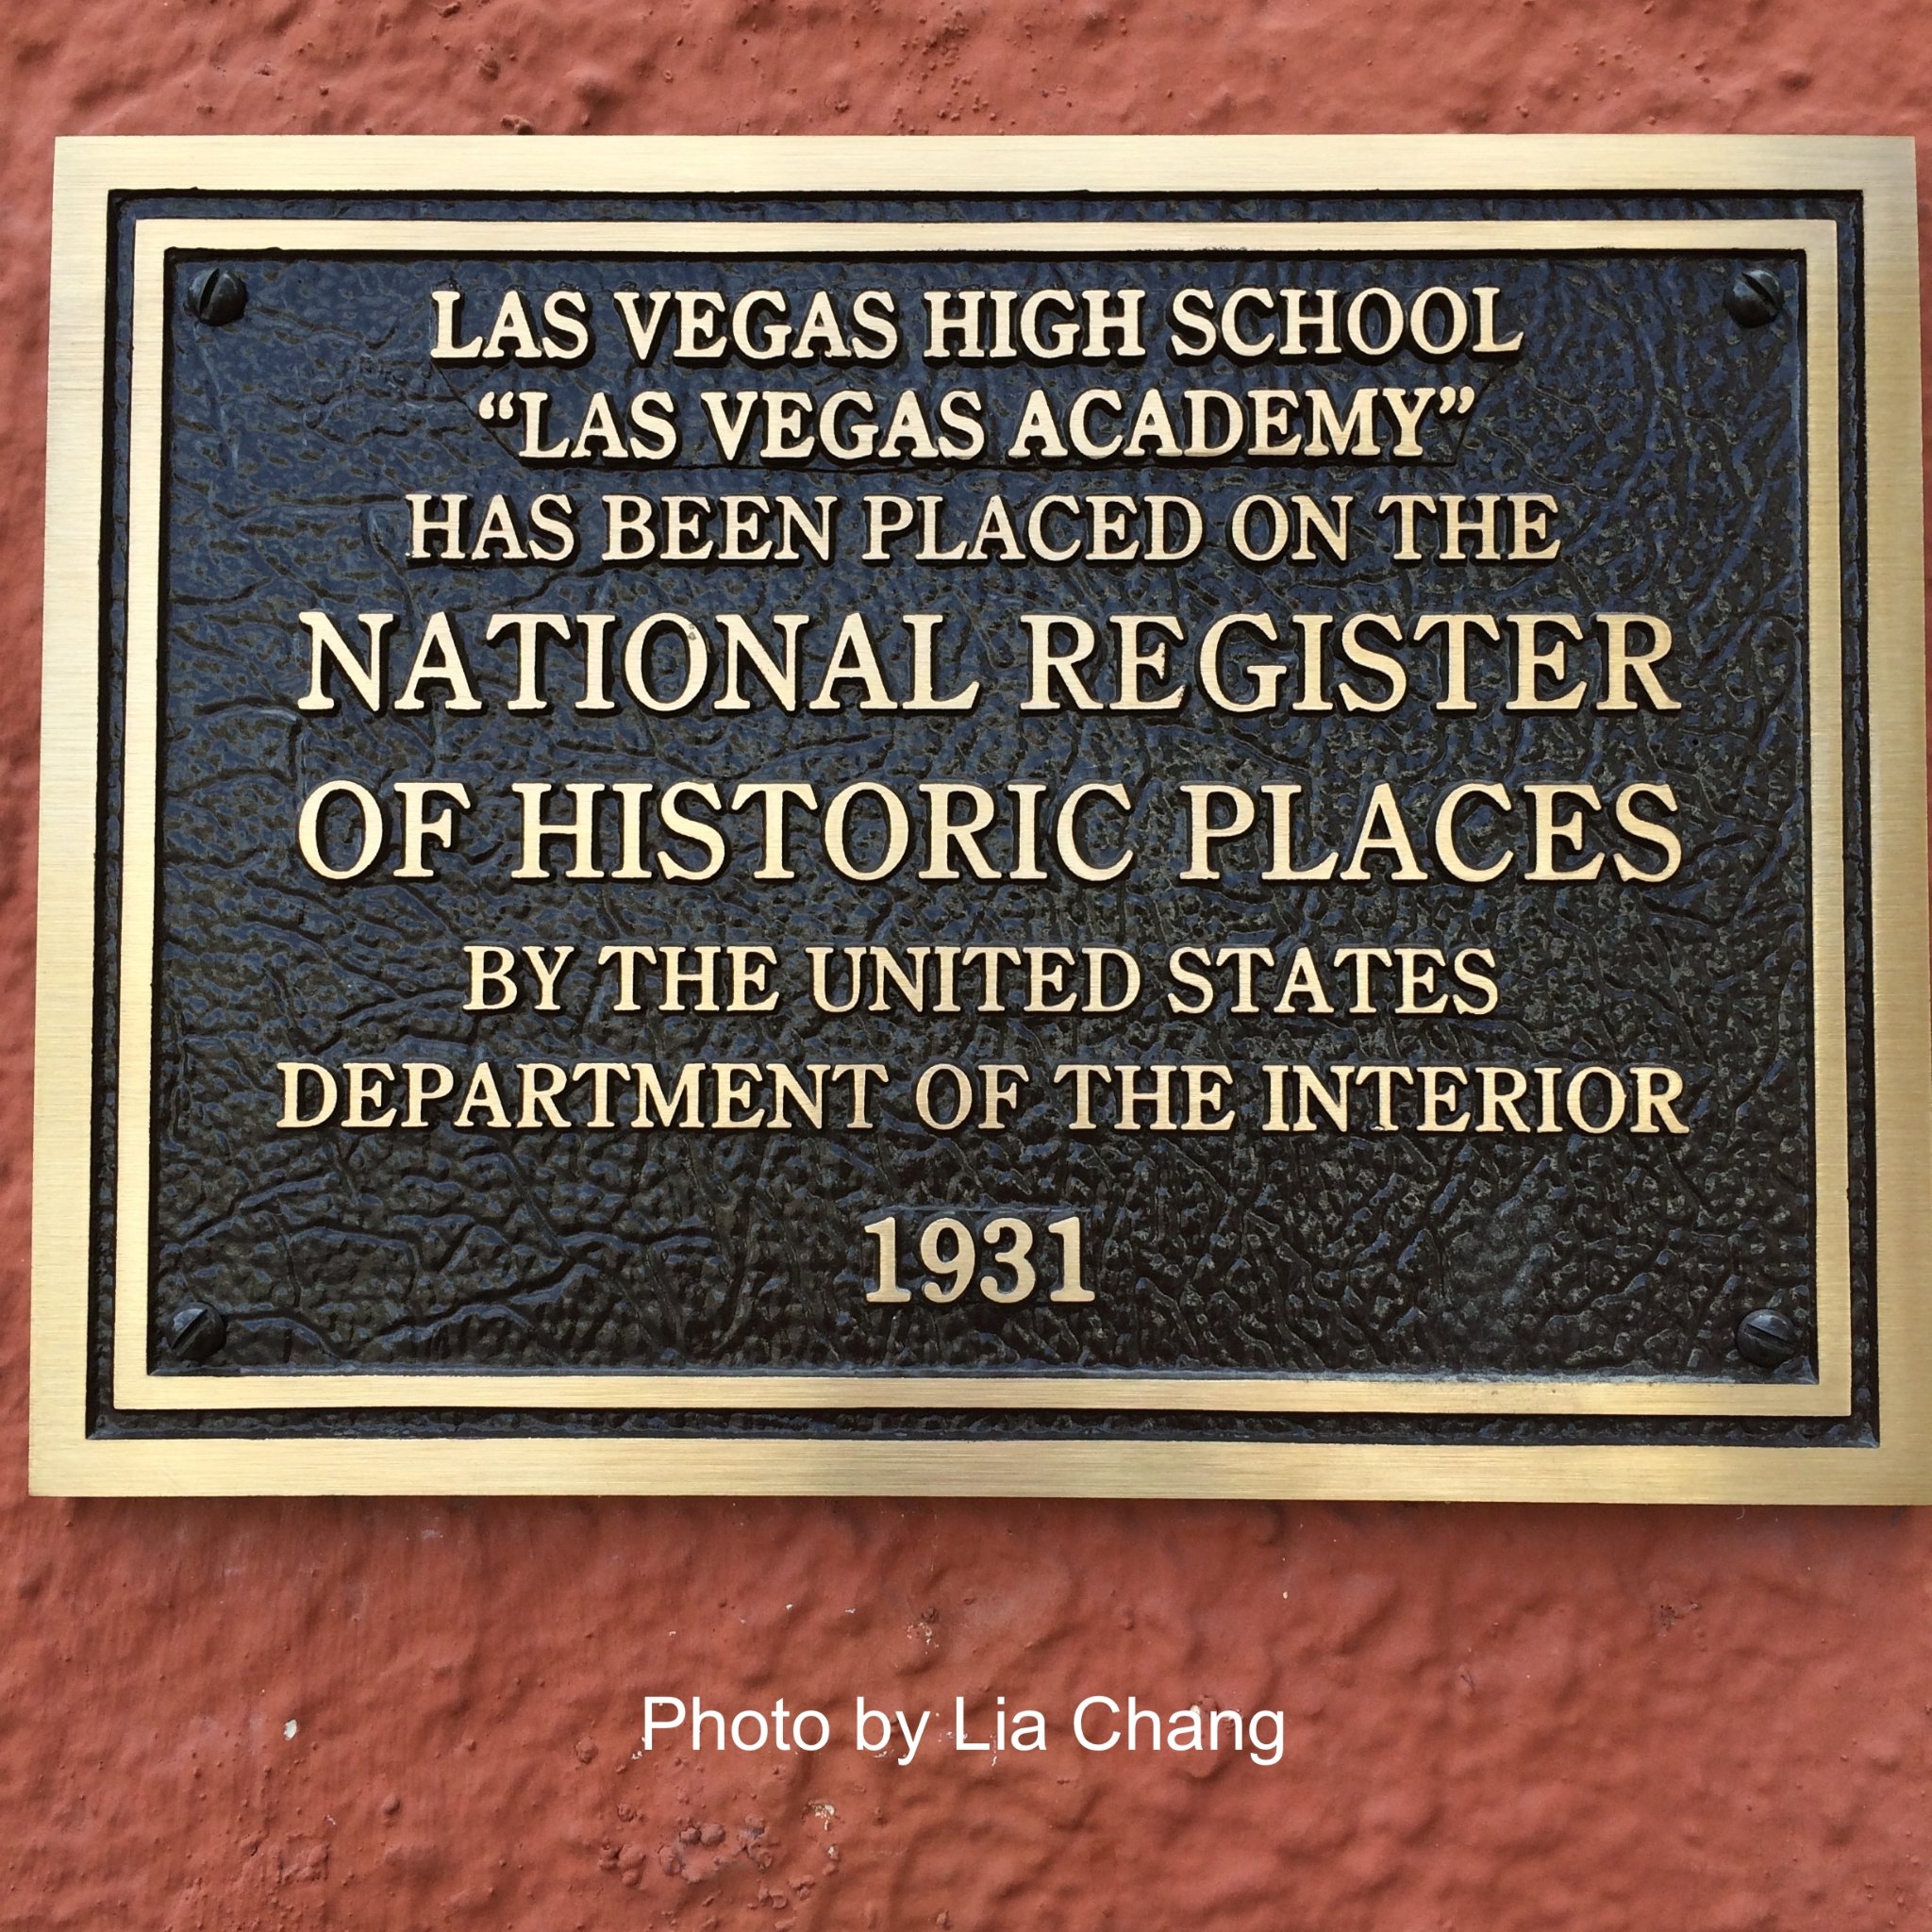 LAS VEGAS HIGH SCHOOL
“LAS VEGAS ACADEMY”
HAS BEEN PLACED ON THE
NATIONAL REGISTER
OF HISTORIC PLACES
BY THE UNITED STATES
DEPARTMENT OF THE INTERIOR
1931
Photo by Lia Chang